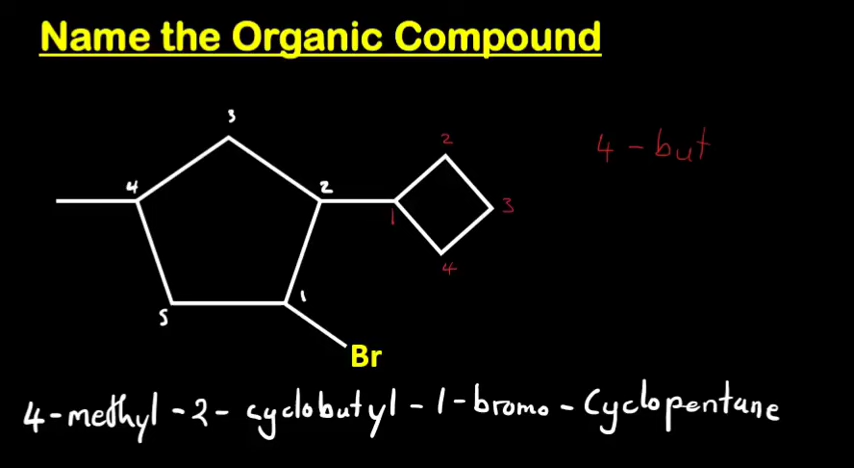 Name the Organic Compound
3
2
4 - but
4
2
1
3
4
5
1
Br
4-methyl-2-cyclobutyl-1-bromo-Cyclopentane